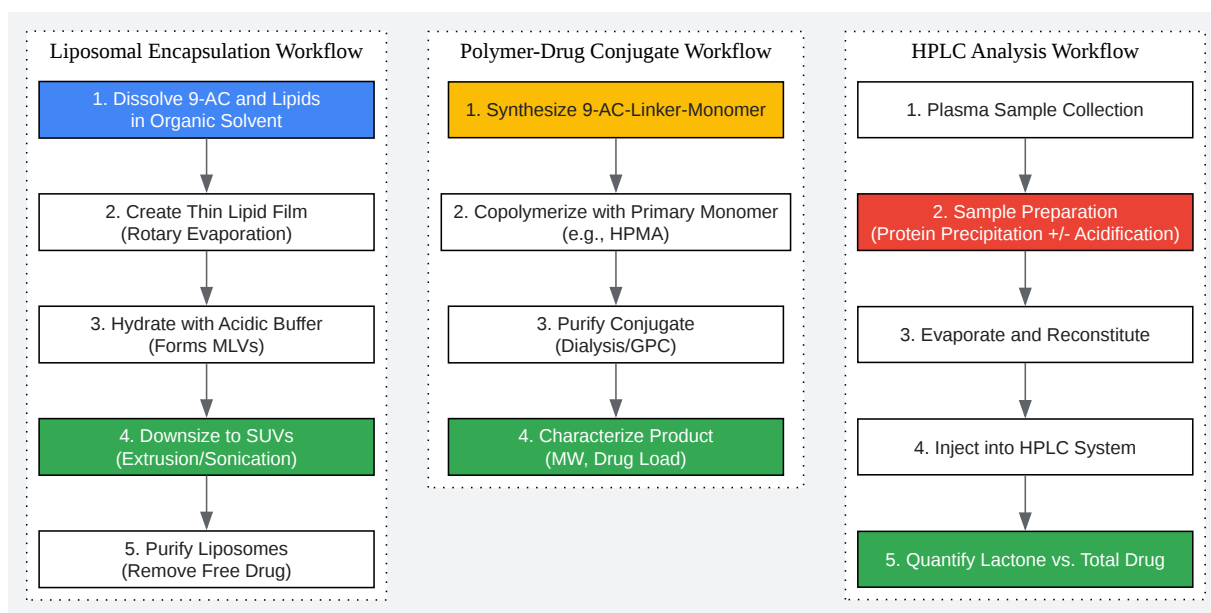 Liposomal Encapsulation Workflow
1. Dissolve 9-AC and Lipids
in Organic Solvent
2. Create Thin Lipid Film
(Rotary Evaporation)
3. Hydrate with Acidic Buffer
(Forms MLVs)
4. Downsize to SUVs
(Extrusion/Sonication)
5. Purify Liposomes
(Remove Free Drug)
Polymer-Drug Conjugate Workflow
1. Synthesize 9-AC-Linker-Monomer
2. Copolymerize with Primary Monomer
(e.g., HPMA)
3. Purify Conjugate
(Dialysis/GPC)
4. Characterize Product
(MW, Drug Load)
HPLC Analysis Workflow
1. Plasma Sample Collection
2. Sample Preparation
(Protein Precipitation +/- Acidification)
3. Evaporate and Reconstitute
4. Inject into HPLC System
5. Quantify Lactone vs. Total Drug